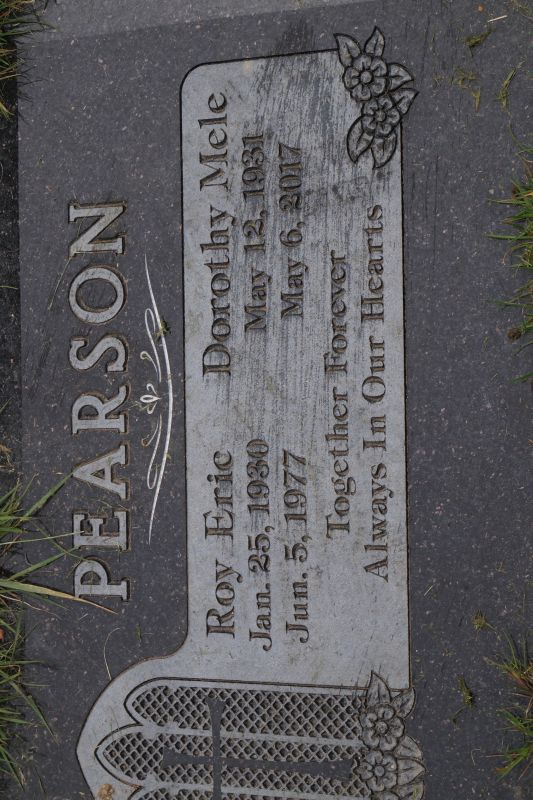 PEARSON
Roy Eric
Jan. 25, 1930
Jun. 5, 1977
Dorothy Mele
May 12, 1931
May 6, 2017
Together Forever
Always In Our Hearts